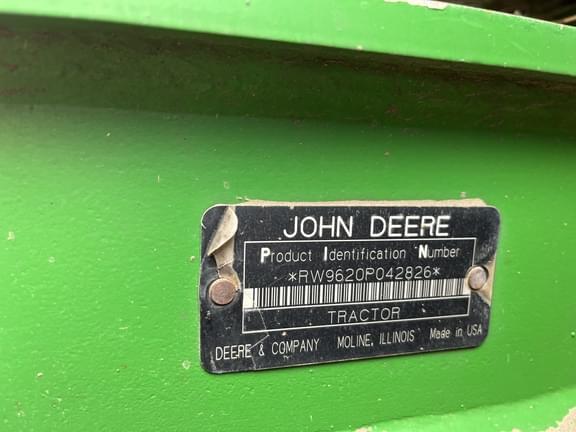 JOHN DEERE
Product Identification Number
*RW9620P042826*
TRACTOR
DEERE & COMPANY MOLINE, ILLINOIS Made in USA